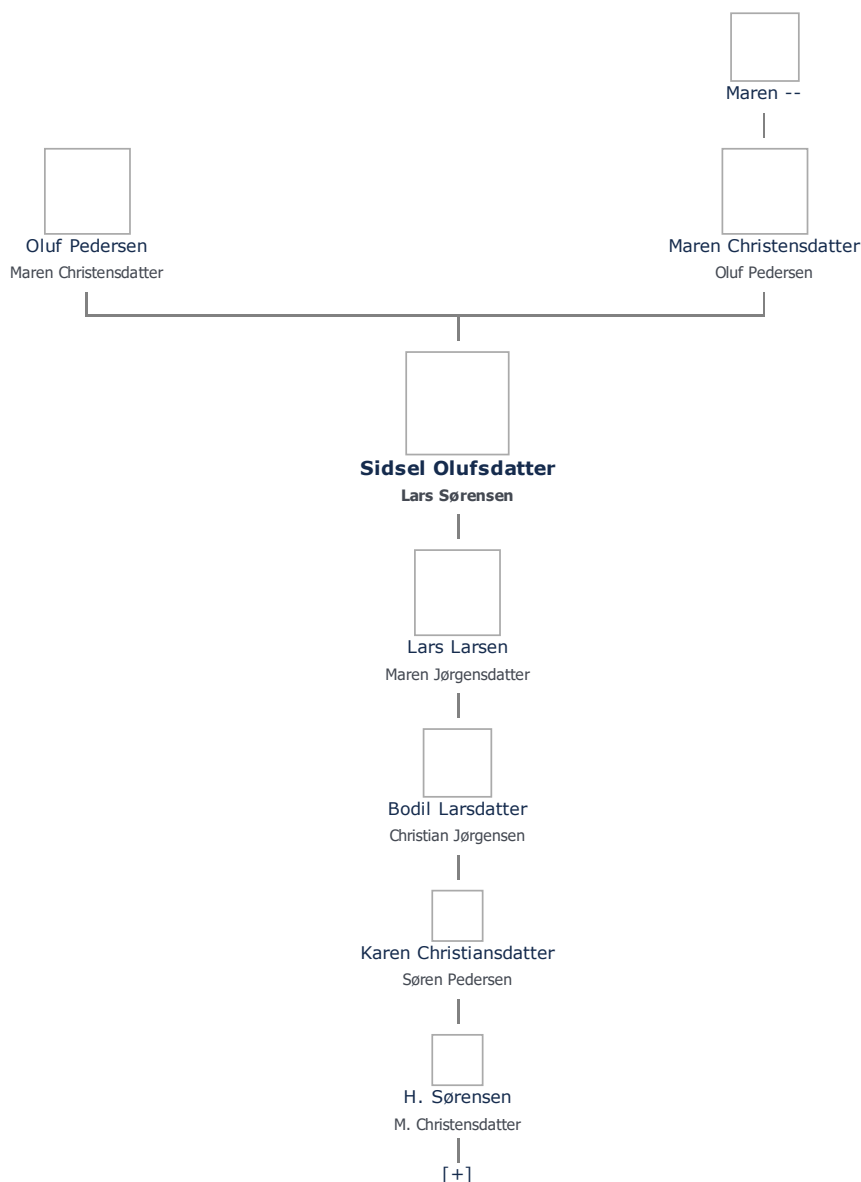 Maren --
Oluf Pedersen
Maren Christensdatter
Maren Christensdatter
Oluf Pedersen
Sidsel Olufsdatter
Lars Sørensen
Lars Larsen
Maren Jørgensdatter
Bodil Larsdatter
Christian Jørgensen
Karen Christiansdatter
Søren Pedersen
H. Sørensen
M. Christensdatter
[+]